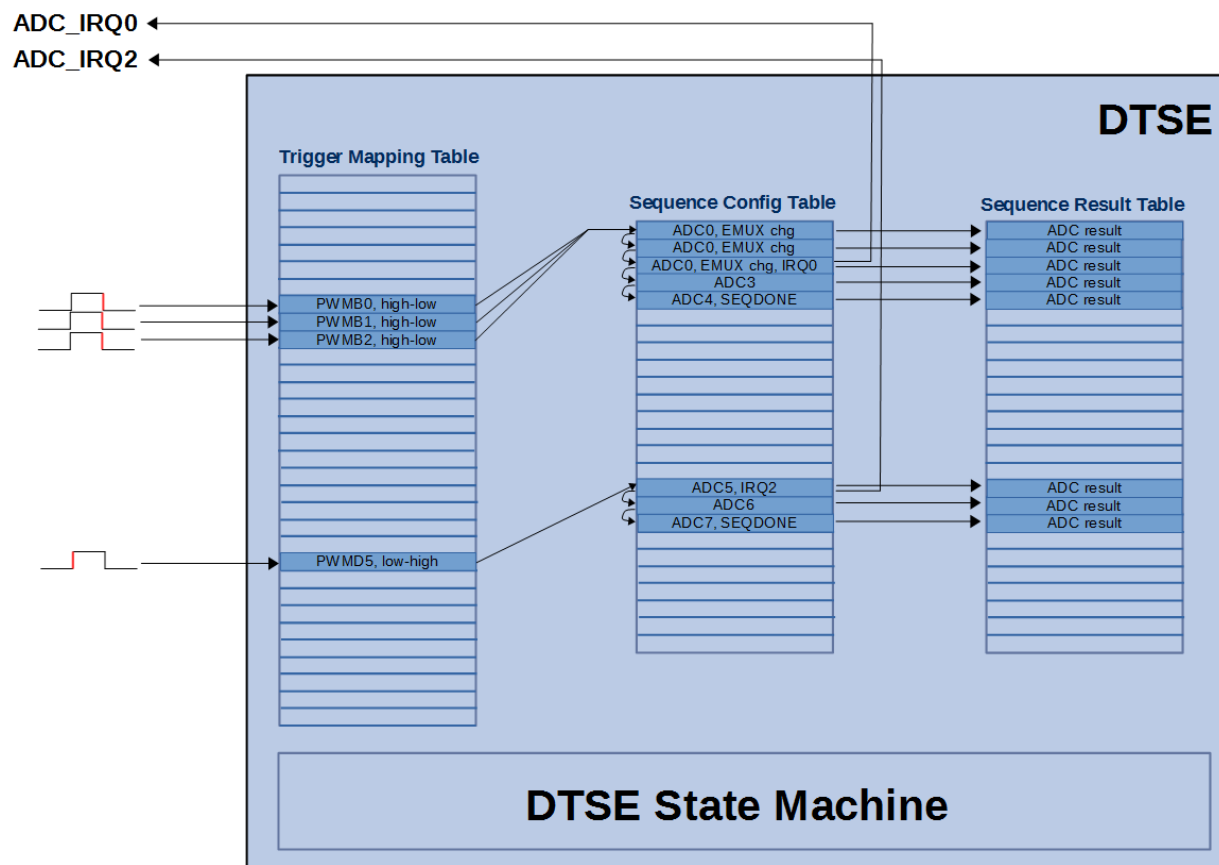 ADC_IRQ0
ADC_IRQ2
DTSE
Trigger Mapping Table
PWMB0, high-low
PWMB1, high-low
PWMB2, high-low
PWMD5, low-high
Sequence Config Table
ADC0, EMUX chg
ADC0, EMUX chg
ADC0, EMUX chg, IRQ0
ADC3
ADC4, SEQDONE
ADC5, IRQ2
ADC6
ADC7, SEQDONE
Sequence Result Table
ADC result
ADC result
ADC result
ADC result
ADC result
ADC result
ADC result
ADC result
DTSE State Machine